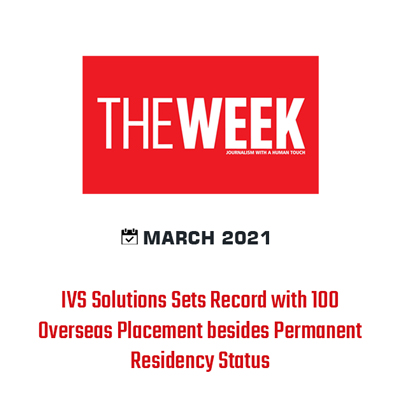 THEWEEK
JOURNALISM WITH A HUMAN TOUCH
MARCH 2021
IVS Solutions Sets Record with 100
Overseas Placement besides Permanent
Residency Status